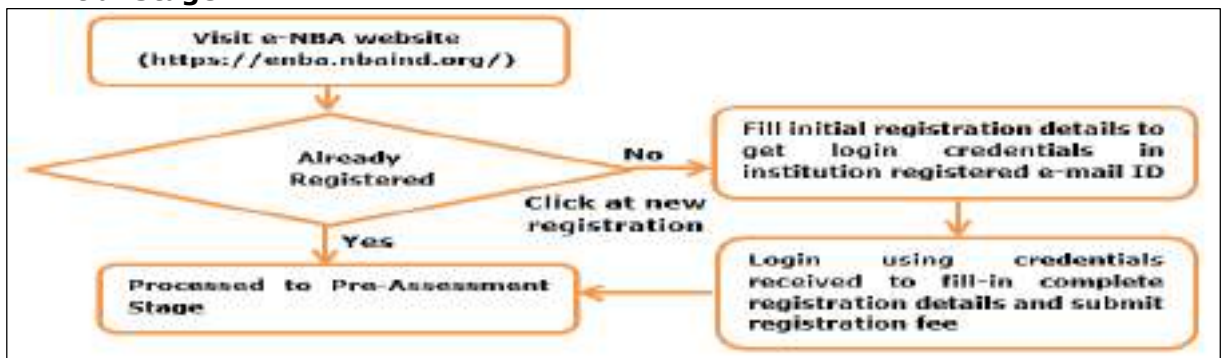 Visit e-NBA website
(https://enba.nbaind.org/)
Already
Registered
No
Click at new
registration
Yes
Fill initial registration details to
get login credentials in
institution registered e-mail ID
Login using credentials
received to fill-in complete
registration details and submit
registration fee
Processed to Pre-Assessment
Stage